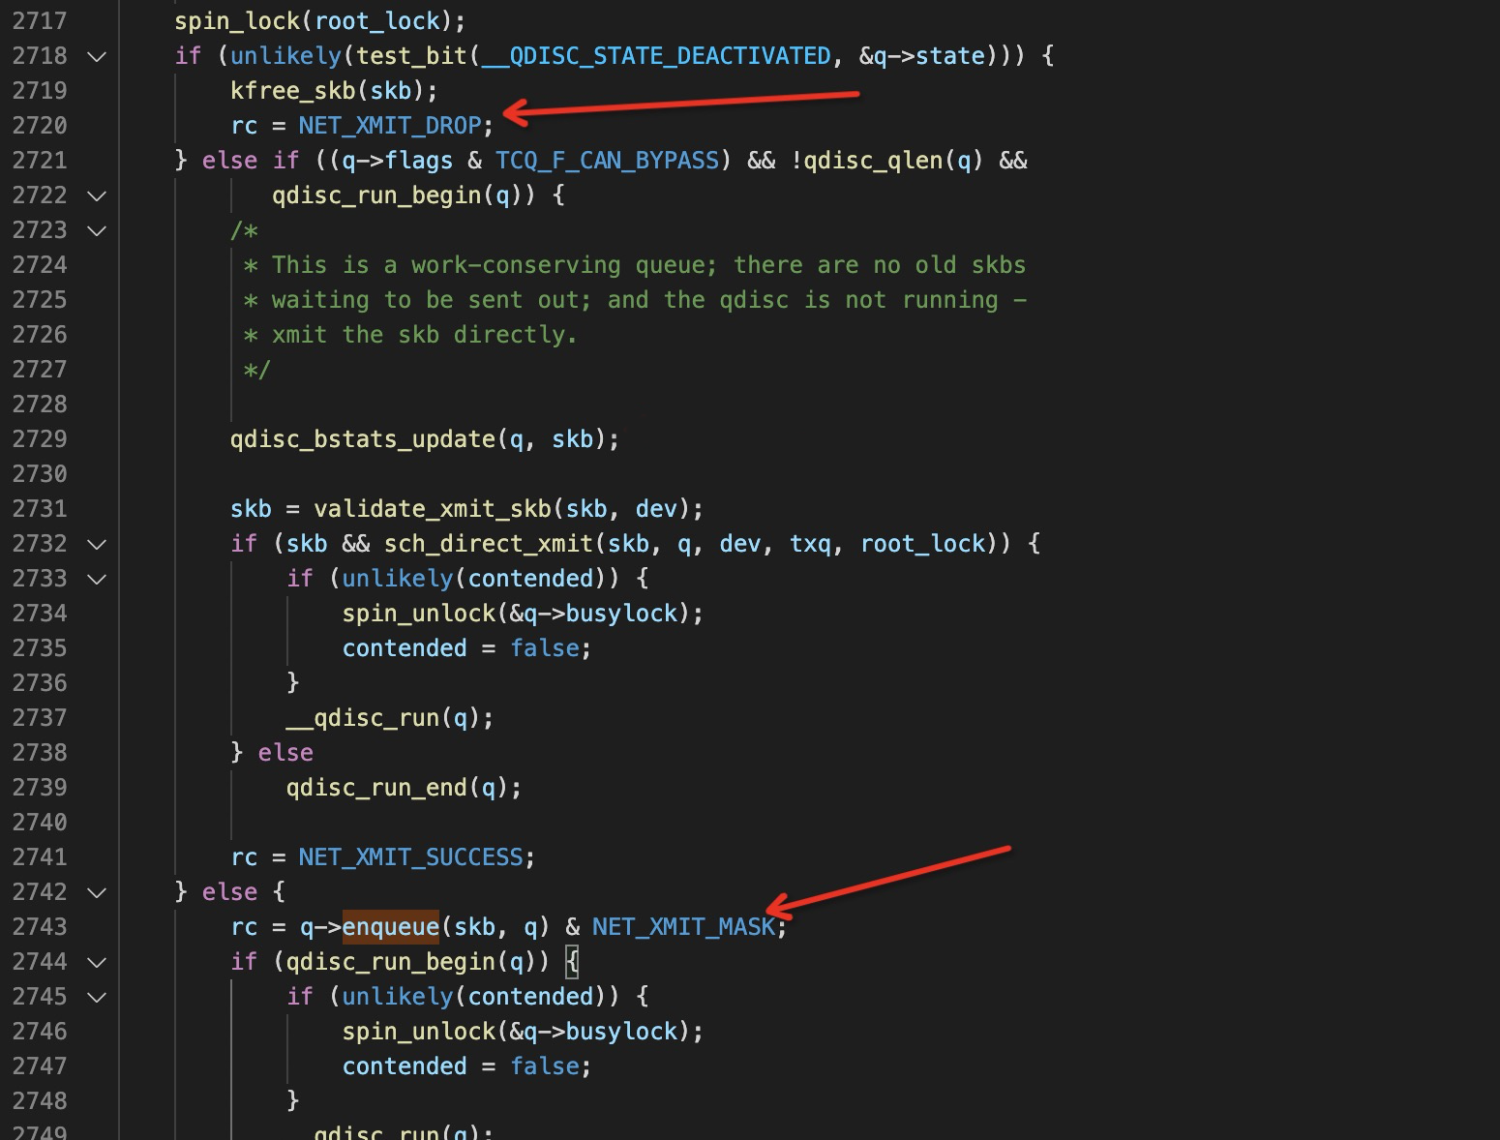 2717 spin_lock(root_lock);
2718 if (unlikely(test_bit(__QDISC_STATE_DEACTIVATED, &q->state))) {
2719 kfree_skb(skb);
2720 rc = NET_XMIT_DROP;
2721 } else if ((q->flags & TCQ_F_CAN_BYPASS) && !qdisc_qlen(q) &&
2722 qdisc_run_begin(q)) {
2723 /*
2724 * This is a work-conserving queue; there are no old skbs
2725 * waiting to be sent out; and the qdisc is not running -
2726 * xmit the skb directly.
2727 */
2728
2729 qdisc_bstats_update(q, skb);
2730
2731 skb = validate_xmit_skb(skb, dev);
2732 if (skb && sch_direct_xmit(skb, q, dev, txq, root_lock)) {
2733 if (unlikely(contended)) {
2734 spin_unlock(&q->busylock);
2735 contended = false;
2736 }
2737 __qdisc_run(q);
2738 } else
2739 qdisc_run_end(q);
2740
2741 rc = NET_XMIT_SUCCESS;
2742 } else {
2743 rc = q->enqueue(skb, q) & NET_XMIT_MASK;
2744 if (qdisc_run_begin(q)) {
2745 if (unlikely(contended)) {
2746 spin_unlock(&q->busylock);
2747 contended = false;
2748 }
2749 qdisc_run(q);